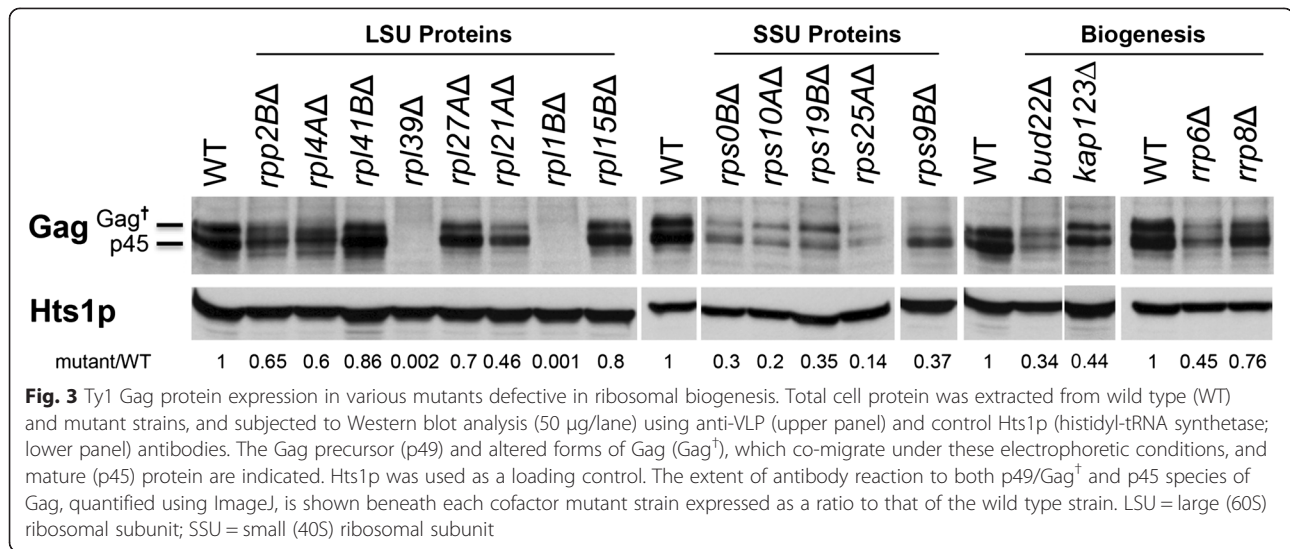 LSU Proteins SSU Proteins Biogenesis
WT rpp2BΔ rpl4AΔ rpl41BΔ rpl39Δ rpl27AΔ rpl21AΔ rpl1BΔ rpl15BΔ WT rps0BΔ rps10AΔ rps19BΔ rps25AΔ rps9BΔ WT bud22Δ kap123Δ WT rrp6Δ rrp8Δ
Gag Gag†
p45
Hts1p
mutant/WT 1 0.65 0.6 0.86 0.002 0.7 0.46 0.001 0.8 1 0.3 0.2 0.35 0.14 0.37 1 0.34 0.44 1 0.45 0.76
Fig. 3 Ty1 Gag protein expression in various mutants defective in ribosomal biogenesis. Total cell protein was extracted from wild type (WT)
and mutant strains, and subjected to Western blot analysis (50 μg/lane) using anti-VLP (upper panel) and control Hts1p (histidyl-tRNA synthetase;
lower panel) antibodies. The Gag precursor (p49) and altered forms of Gag (Gag†), which co-migrate under these electrophoretic conditions, and
mature (p45) protein are indicated. Hts1p was used as a loading control. The extent of antibody reaction to both p49/Gag† and p45 species of
Gag, quantified using ImageJ, is shown beneath each cofactor mutant strain expressed as a ratio to that of the wild type strain. LSU = large (60S)
ribosomal subunit; SSU = small (40S) ribosomal subunit